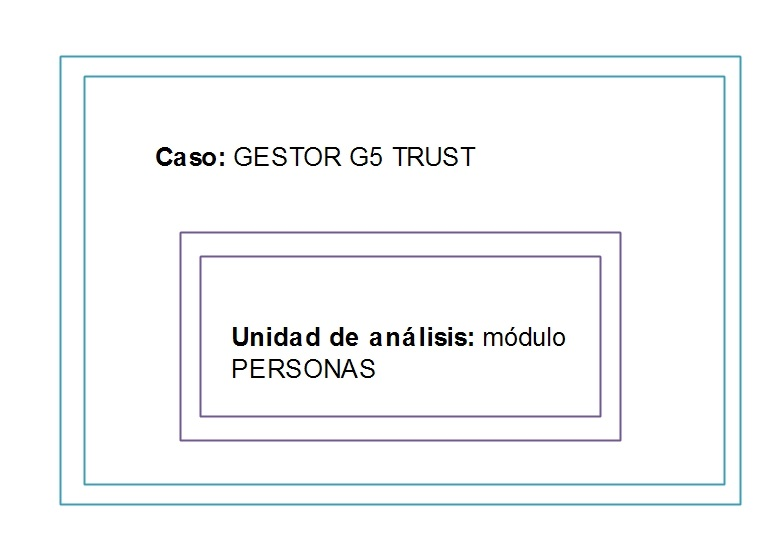 Caso: GESTOR G5 TRUST
Unidad de análisis: módulo
PERSONAS